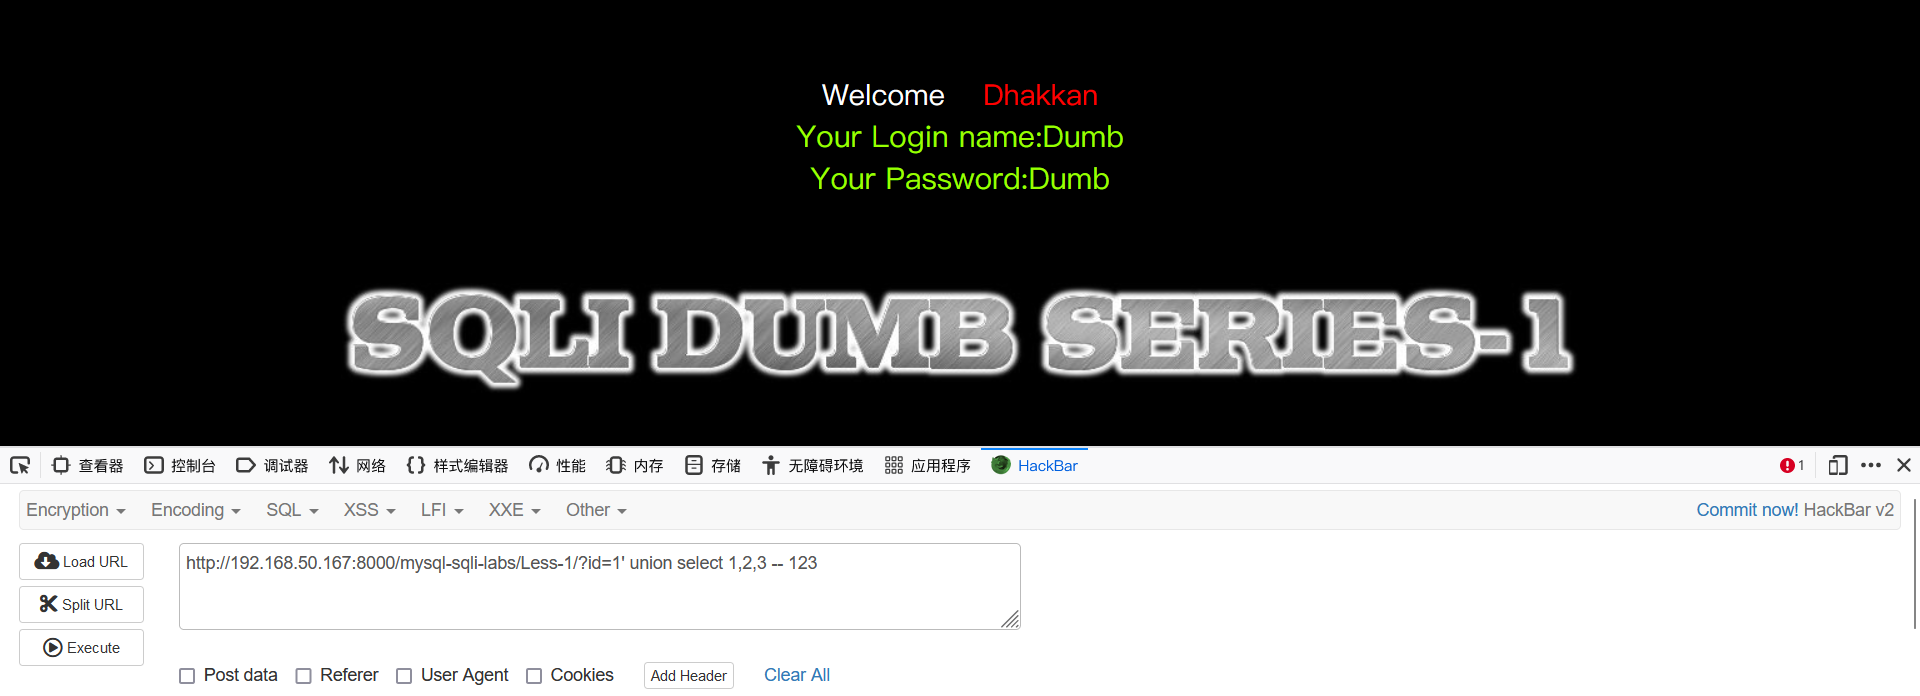 Welcome Dhakkan
Your Login name:Dumb
Your Password:Dumb
SQLI DUMB SERIES-1
查看器 控制台 调试器 网络 样式编辑器 性能 内存 存储 无障碍环境 应用程序 HackBar 1
Encryption Encoding SQL XSS LFI XXE Other Commit now! HackBar v2
Load URL
http://192.168.50.167:8000/mysql-sqli-labs/Less-1/?id=1' union select 1,2,3 -- 123
Split URL
Execute
Post data Referer User Agent Cookies Add Header Clear All